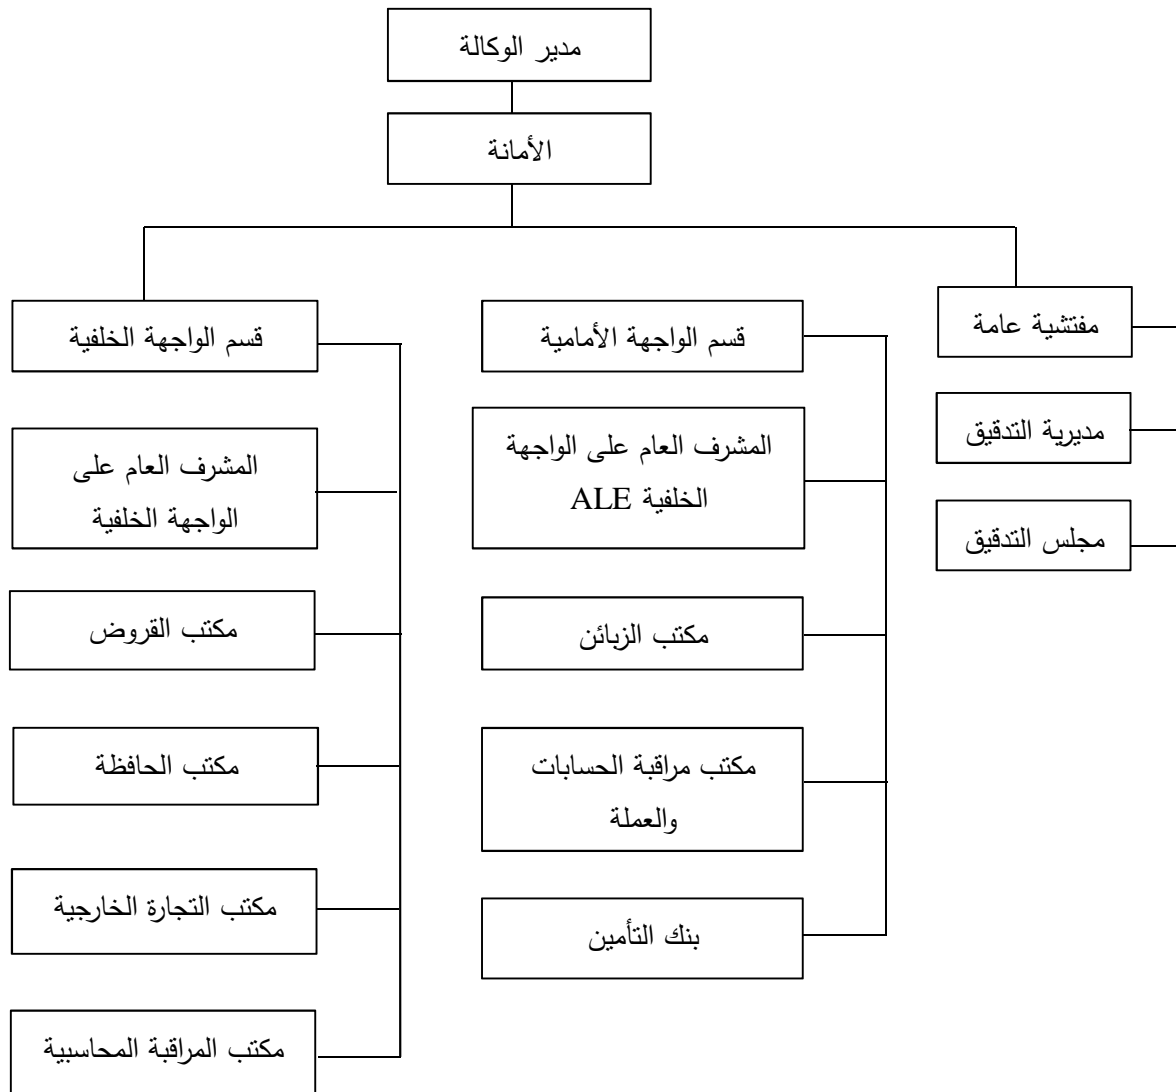 مدير الوكالة
الأمانة
مفتشية عامة
مديرية التدقيق
مجلس التدقيق
قسم الواجهة الأمامية
المشرف العام على الواجهة
الخلفية ALE
مكتب الزبائن
مكتب مراقبة الحسابات
والعملة
بنك التأمين
قسم الواجهة الخلفية
المشرف العام على
الواجهة الخلفية
مكتب القروض
مكتب الحافظة
مكتب التجارة الخارجية
مكتب المراقبة المحاسبية